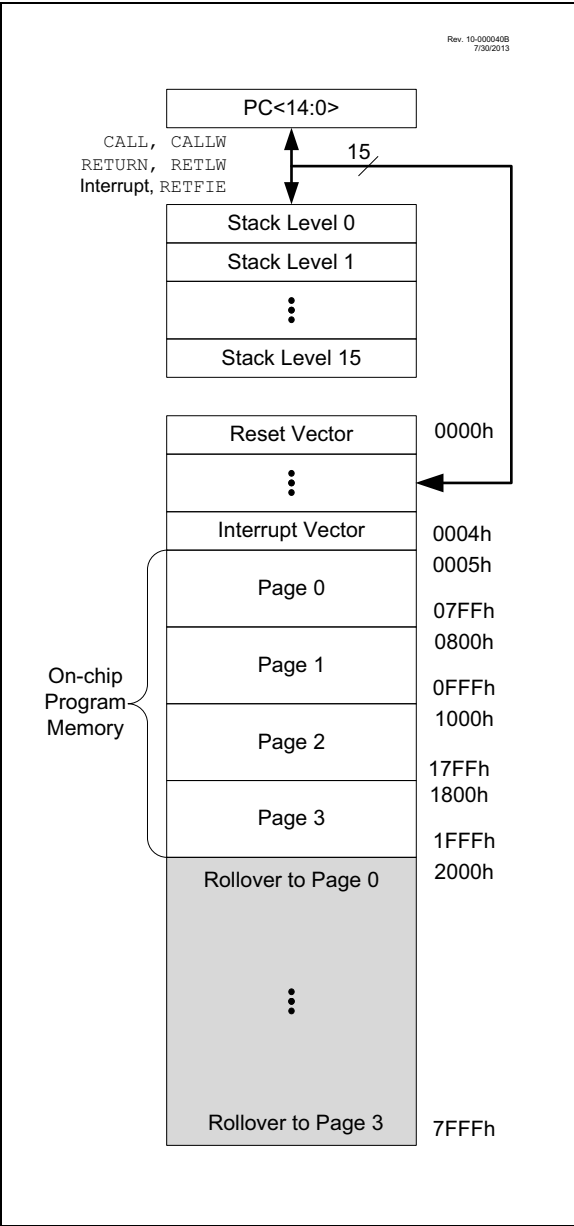 Rev. 10-000040B
7/30/2013
PC<14:0>
CALL, CALLW
RETURN, RETLW
Interrupt, RETFIE
15
Stack Level 0
Stack Level 1
Stack Level 15
Reset Vector
0000h
Interrupt Vector
0004h
0005h
Page 0
07FFh
0800h
Page 1
0FFFh
On-chip
Program
Memory
1000h
Page 2
17FFh
1800h
Page 3
1FFFh
Rollover to Page 0
2000h
Rollover to Page 3
7FFFh